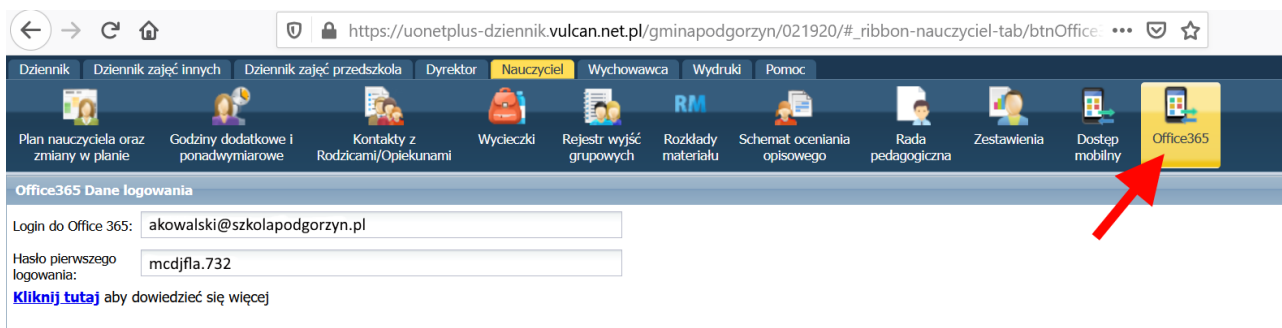 https://uonetplus-dziennik.vulcan.net.pl/gminapodgorzyn/021920/#_ribbon-nauczyciel-tab/btnOffice
Dziennik Dziennik zajęć innych Dziennik zajęć przedszkola Dyrektor Nauczyciel Wychowawca Wydruki Pomoc
RM
Plan nauczyciela oraz zmiany w planie
Godziny dodatkowe i ponadwymiarowe
Kontakty z Rodzicami/Opiekunami
Wycieczki
Rejestr wyjść grupowych
Rozkłady materiału
Schemat oceniania opisowego
Rada pedagogiczna
Zestawienia
Dostęp mobilny
Office365
Office365 Dane logowania
Login do Office 365: akowalski@szkolapodgorzyn.pl
Hasło pierwszego logowania: mcdjfla.732
Kliknij tutaj aby dowiedzieć się więcej